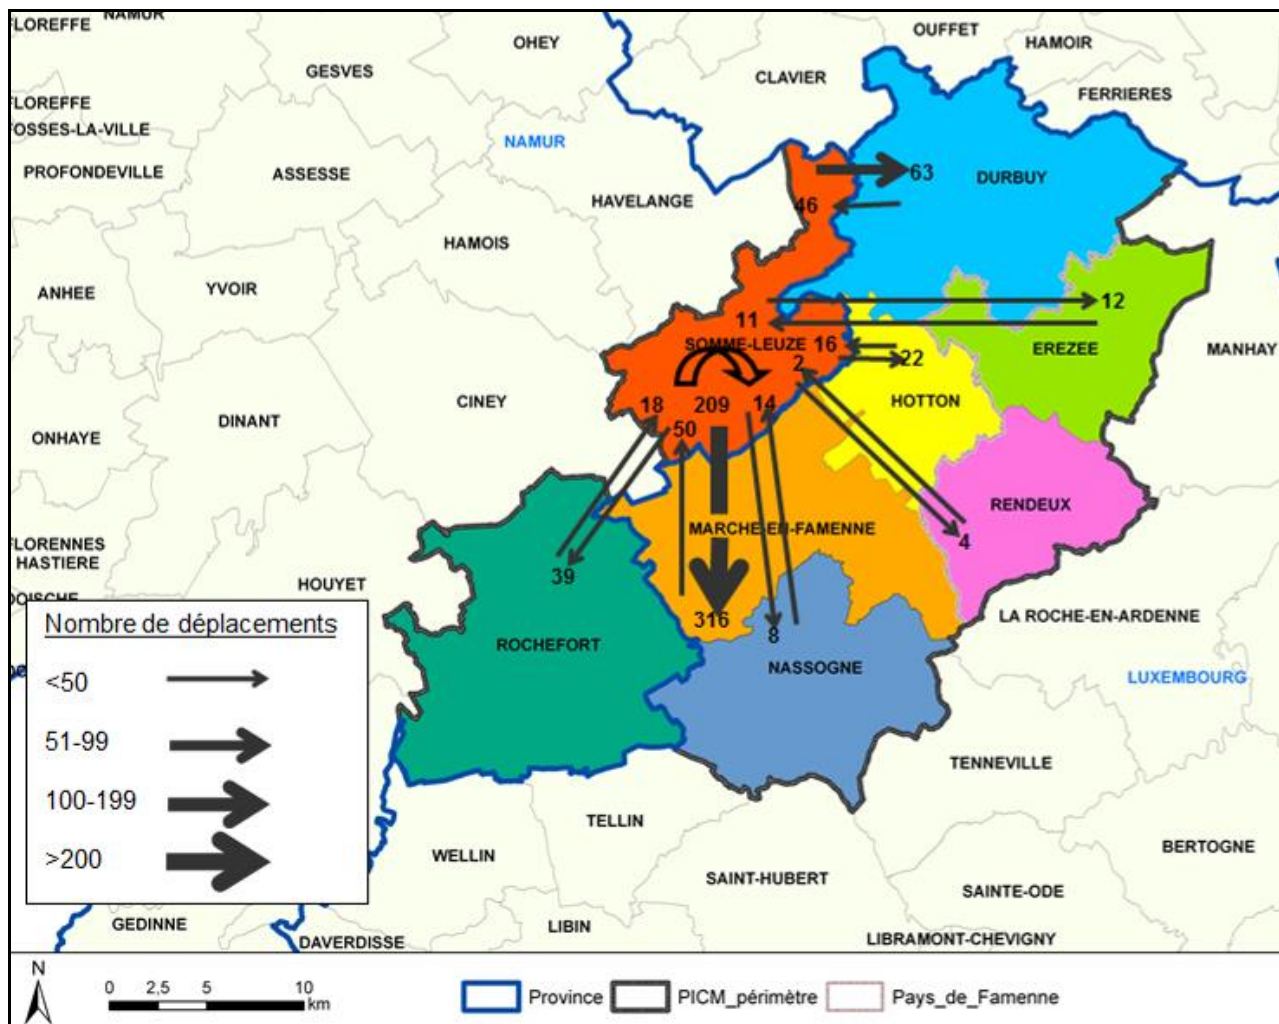 NAMUR
FLOREFFE
OUFFET
OHEY
HAMOIR
GESVES
CLAVIER
FERRIERES
FLOREFFE
FOSSES-LA-VILLE
NAMUR
PROFONDEVILLE
ASSESSE
63
DURBUY
HAVELANGE
46
HAMOIS
ANHEE
YVOIR
12
11
SOMME-LEUZE
16
22
EREZEE
MANHAY
2
CINEY
HOTTON
DINANT
18
209
14
50
ONHAYE
RENDEUX
MARCHE-EN-FAMENNE
4
FLORENNES
HASTIERE
39
HOUYET
DOISCHE
316
8
LA ROCHE-EN-ARDENNE
ROCHEFORT
NASSOGNE
LUXEMBOURG
Nombre de déplacements
<50
51-99
100-199
>200
TENNEVILLE
TELLIN
BERTOGNE
WELLIN
SAINT-HUBERT
SAINTE-ODE
GEDINNE
LIBIN
DAVERDISSE
LIBRAMONT-CHEVIGNY
N
0 2,5 5 10
km
Province
PICM_périmètre
Pays_de_Famenne